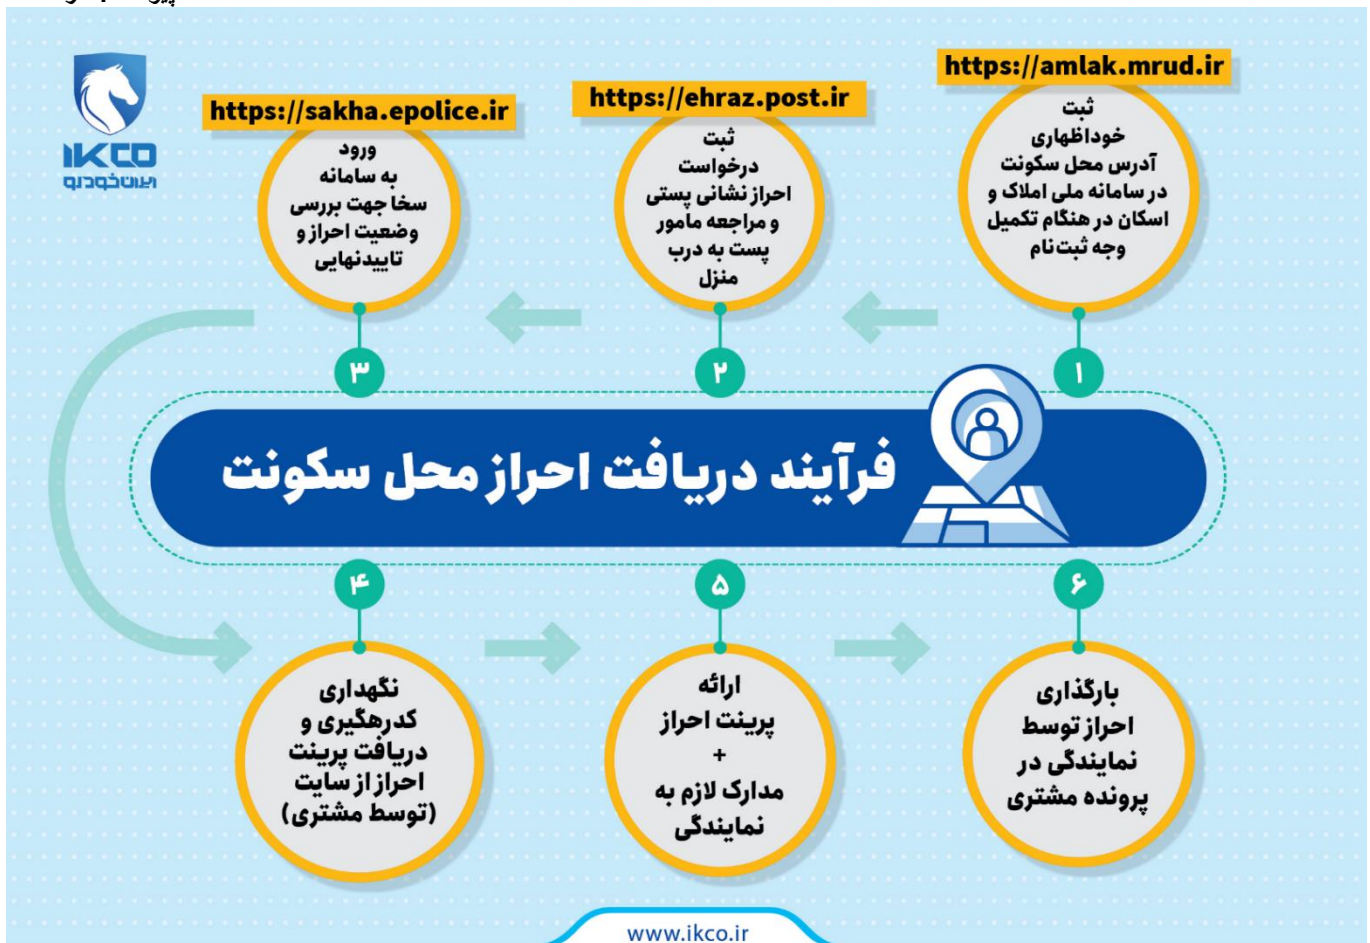 IKCO
ایران‌خودرو
https://amlak.mrud.ir
ثبت
خوداظهاری
آدرس محل سکونت
در سامانه ملی املاک و
اسکان در هنگام تکمیل
وجه ثبت‌نام
۱
https://ehraz.post.ir
ثبت
درخواست
احراز نشانی پستی
و مراجعه مامور
پست به درب
منزل
۲
https://sakha.epolice.ir
ورود
به سامانه
سخا جهت بررسی
وضعیت احراز و
تاییدنهایی
۳
فرآیند دریافت احراز محل سکونت
۴
نگهداری
کدرهگیری و
دریافت پرینت
احراز از سایت
(توسط مشتری)
۵
ارائه
پرینت احراز
+
مدارک لازم به
نمایندگی
۶
بارگذاری
احراز توسط
نمایندگی در
پرونده مشتری
www.ikco.ir